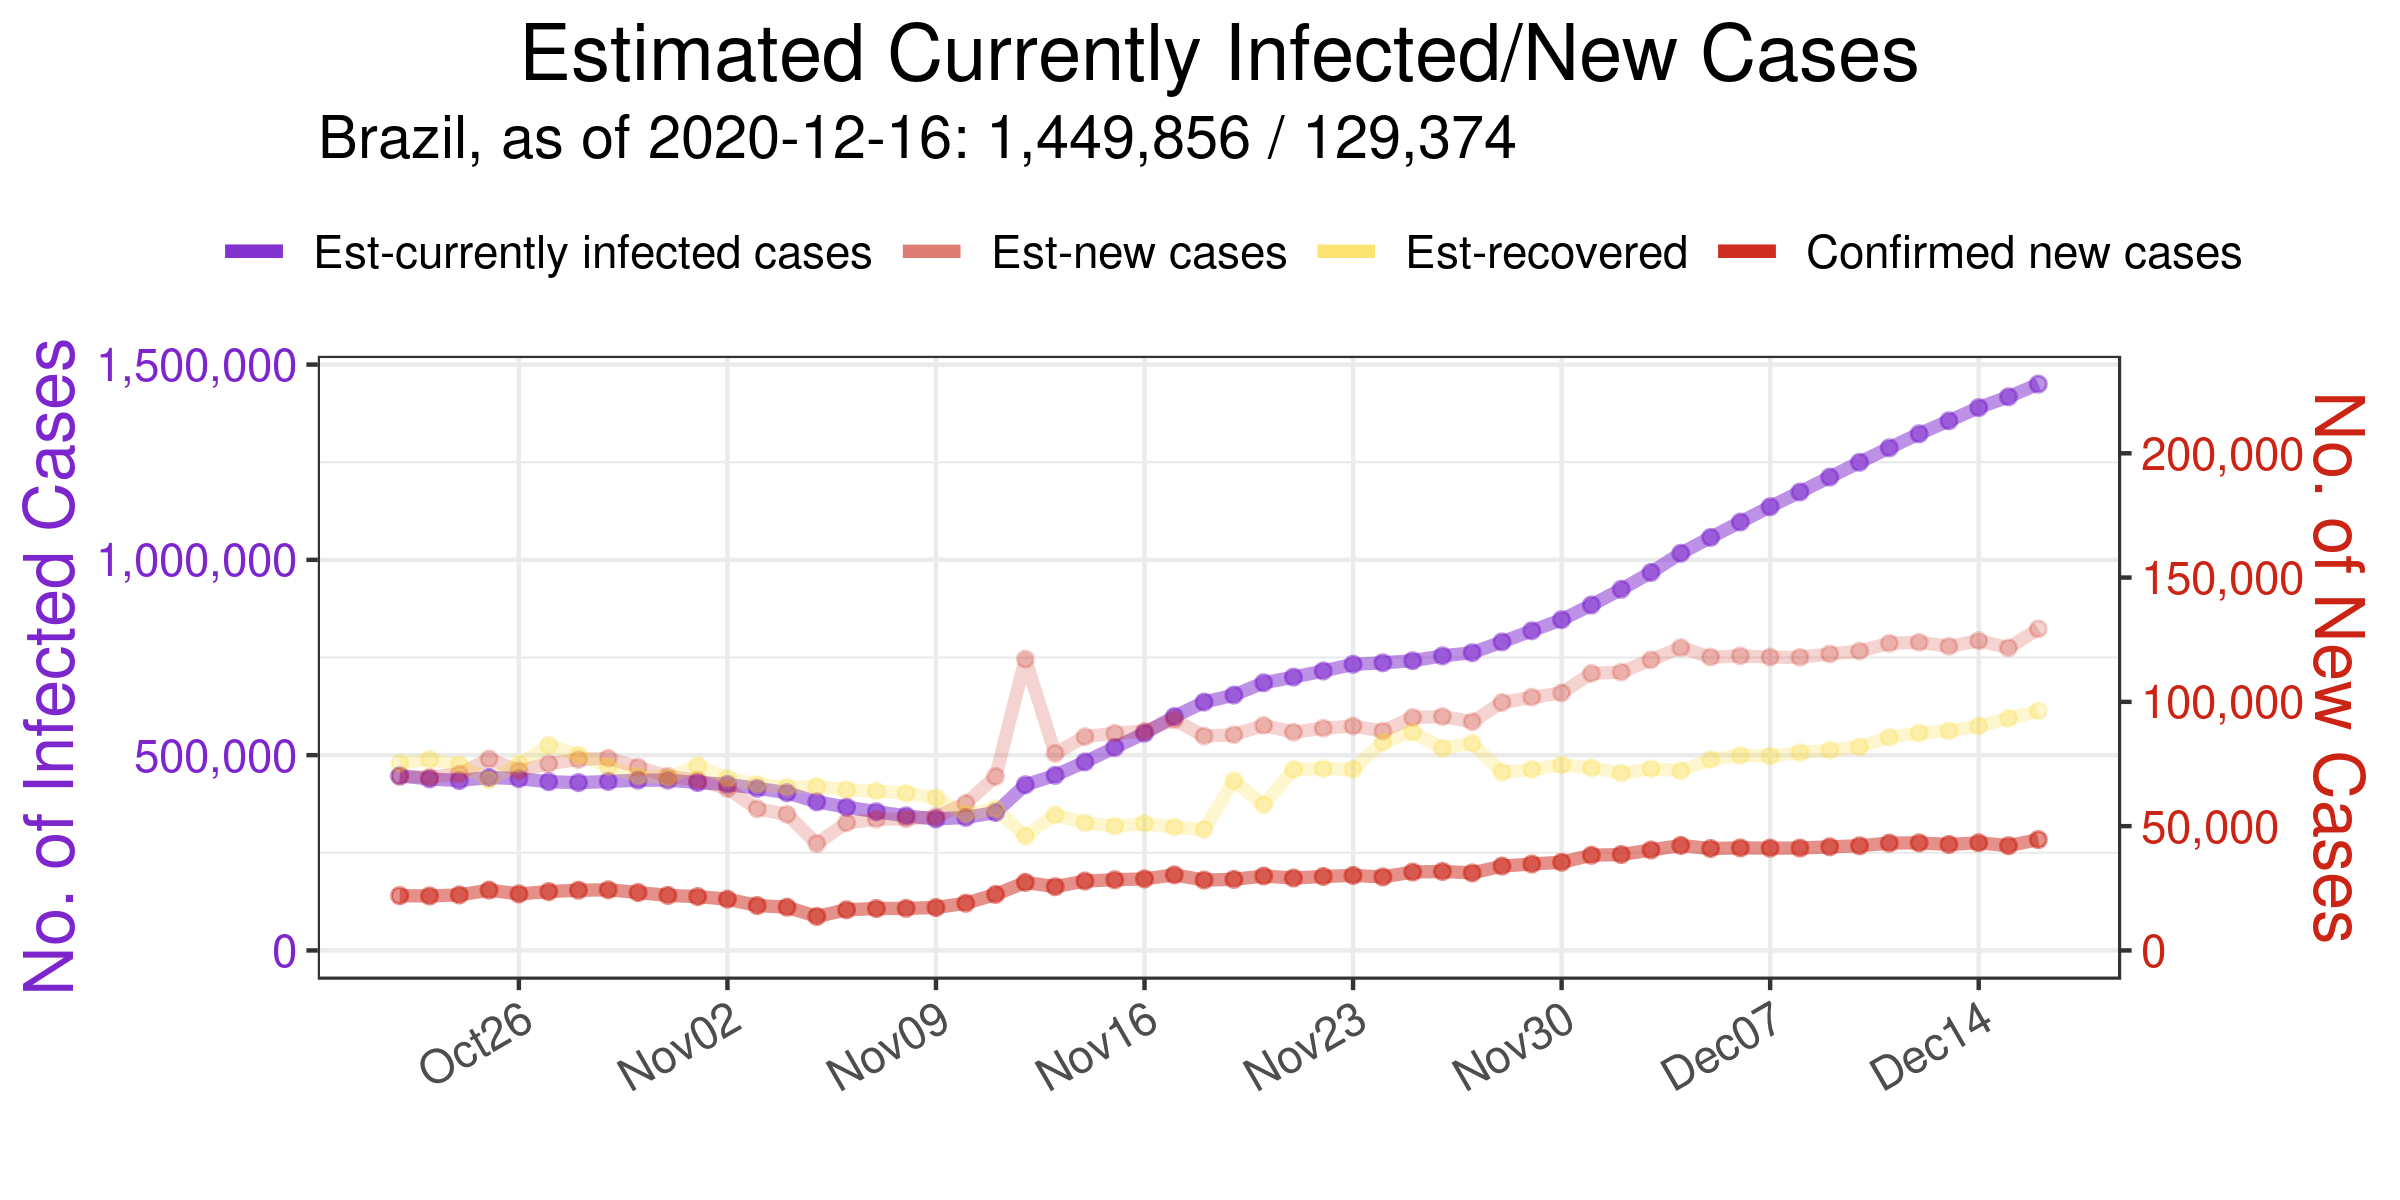 Estimated Currently Infected/New Cases
Brazil, as of 2020-12-16: 1,449,856 / 129,374
Est-currently infected cases Est-new cases Est-recovered Confirmed new cases
No. of Infected Cases
1,500,000
1,000,000
500,000
0
200,000
150,000
100,000
50,000
0
No. of New Cases
Oct26 Nov02 Nov09 Nov16 Nov23 Nov30 Dec07 Dec14